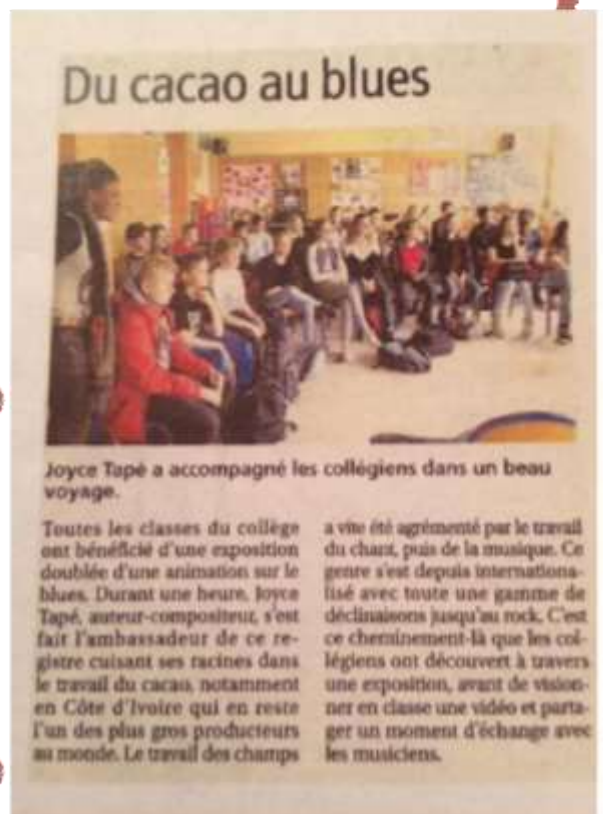 Du cacao au blues
Joyce Tapé a accompagné les collégiens dans un beau
voyage.
Toutes les classes du collège
ont bénéficié d'une exposition
doublée d'une animation sur le
blues. Durant une heure, Joyce
Tapé, auteur-compositeur, s'est
fait l'ambassadeur de ce re-
gistre cuisant ses racines dans
le travail du cacao, notamment
en Côte d'Ivoire qui en reste
l'un des plus gros producteurs
au monde. Le travail des champs
a vite été agrémenté par le travail
du chant, puis de la musique. Ce
genre s'est depuis internationa-
lisé avec toute une gamme de
déclinaisons jusqu'au rock. C'est
ce cheminement-là que les col-
légiens ont découvert à travers
une exposition, avant de vision-
ner en classe une vidéo et parta-
ger un moment d'échange avec
les musiciens.